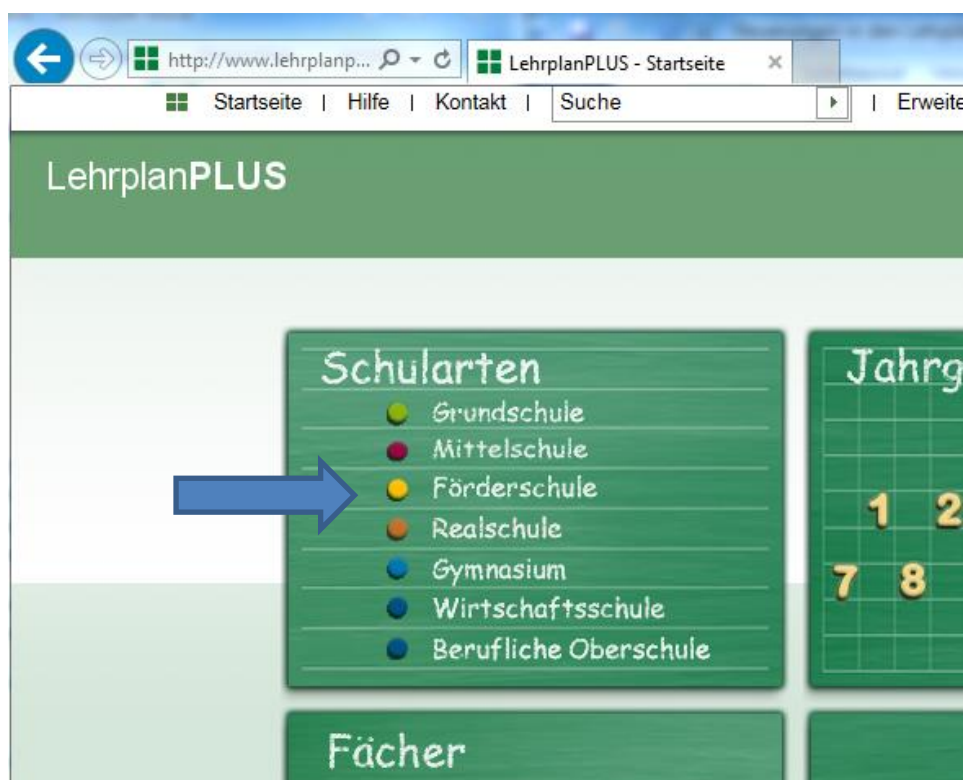 http://www.lehrplanp... LehrplanPLUS - Startseite
Startseite | Hilfe | Kontakt | Suche | Erweite
LehrplanPLUS
Schularten
Grundschule
Mittelschule
Förderschule
Realschule
Gymnasium
Wirtschaftsschule
Berufliche Oberschule
Jahrg
1 2
7 8
Fächer